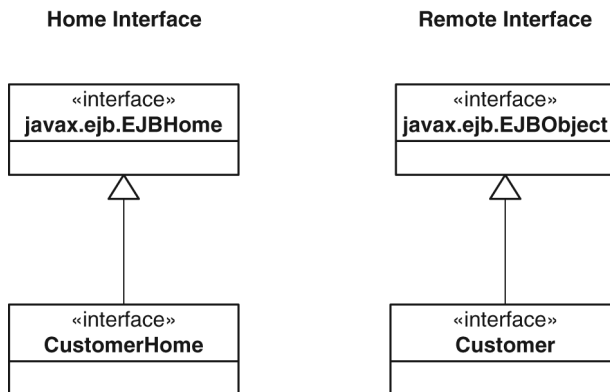 Home Interface
Remote Interface
«interface»
javax.ejb.EJBHome
«interface»
javax.ejb.EJBObject
«interface»
CustomerHome
«interface»
Customer